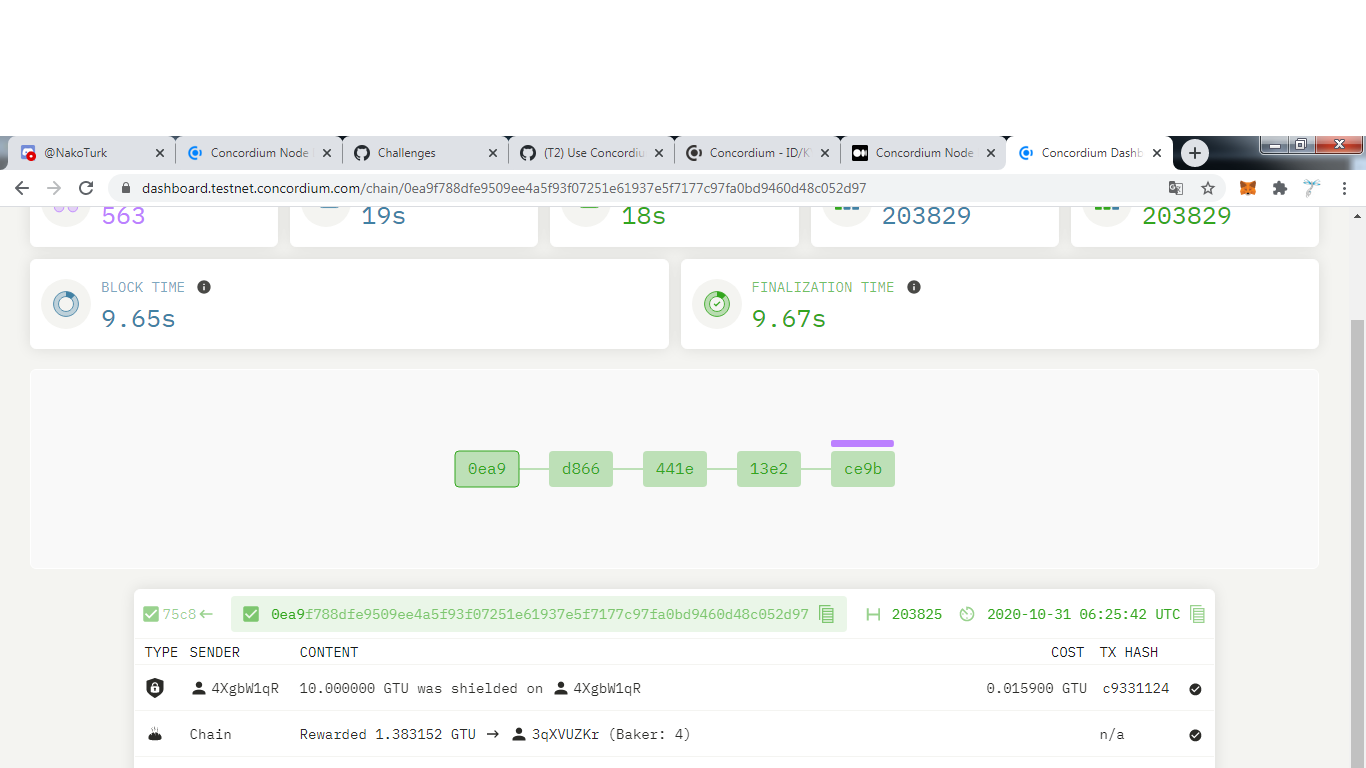 @NakoTurk
Concordium Node
Challenges
(T2) Use Concordiu
Concordium - ID/K
Concordium Node
Concordium Dashb
dashboard.testnet.concordium.com/chain/0ea9f788dfe9509ee4a5f93f07251e61937e5f7177c97fa0bd9460d48c052d97
563 19s 18s 203829 203829
BLOCK TIME
9.65s
FINALIZATION TIME
9.67s
0ea9 d866 441e 13e2 ce9b
75c8← 0ea9f788dfe9509ee4a5f93f07251e61937e5f7177c97fa0bd9460d48c052d97 203825 2020-10-31 06:25:42 UTC
TYPE SENDER CONTENT COST TX HASH
4XgbW1qR 10.000000 GTU was shielded on 4XgbW1qR 0.015900 GTU c9331124
Chain Rewarded 1.383152 GTU → 3qXVUZKr (Baker: 4) n/a